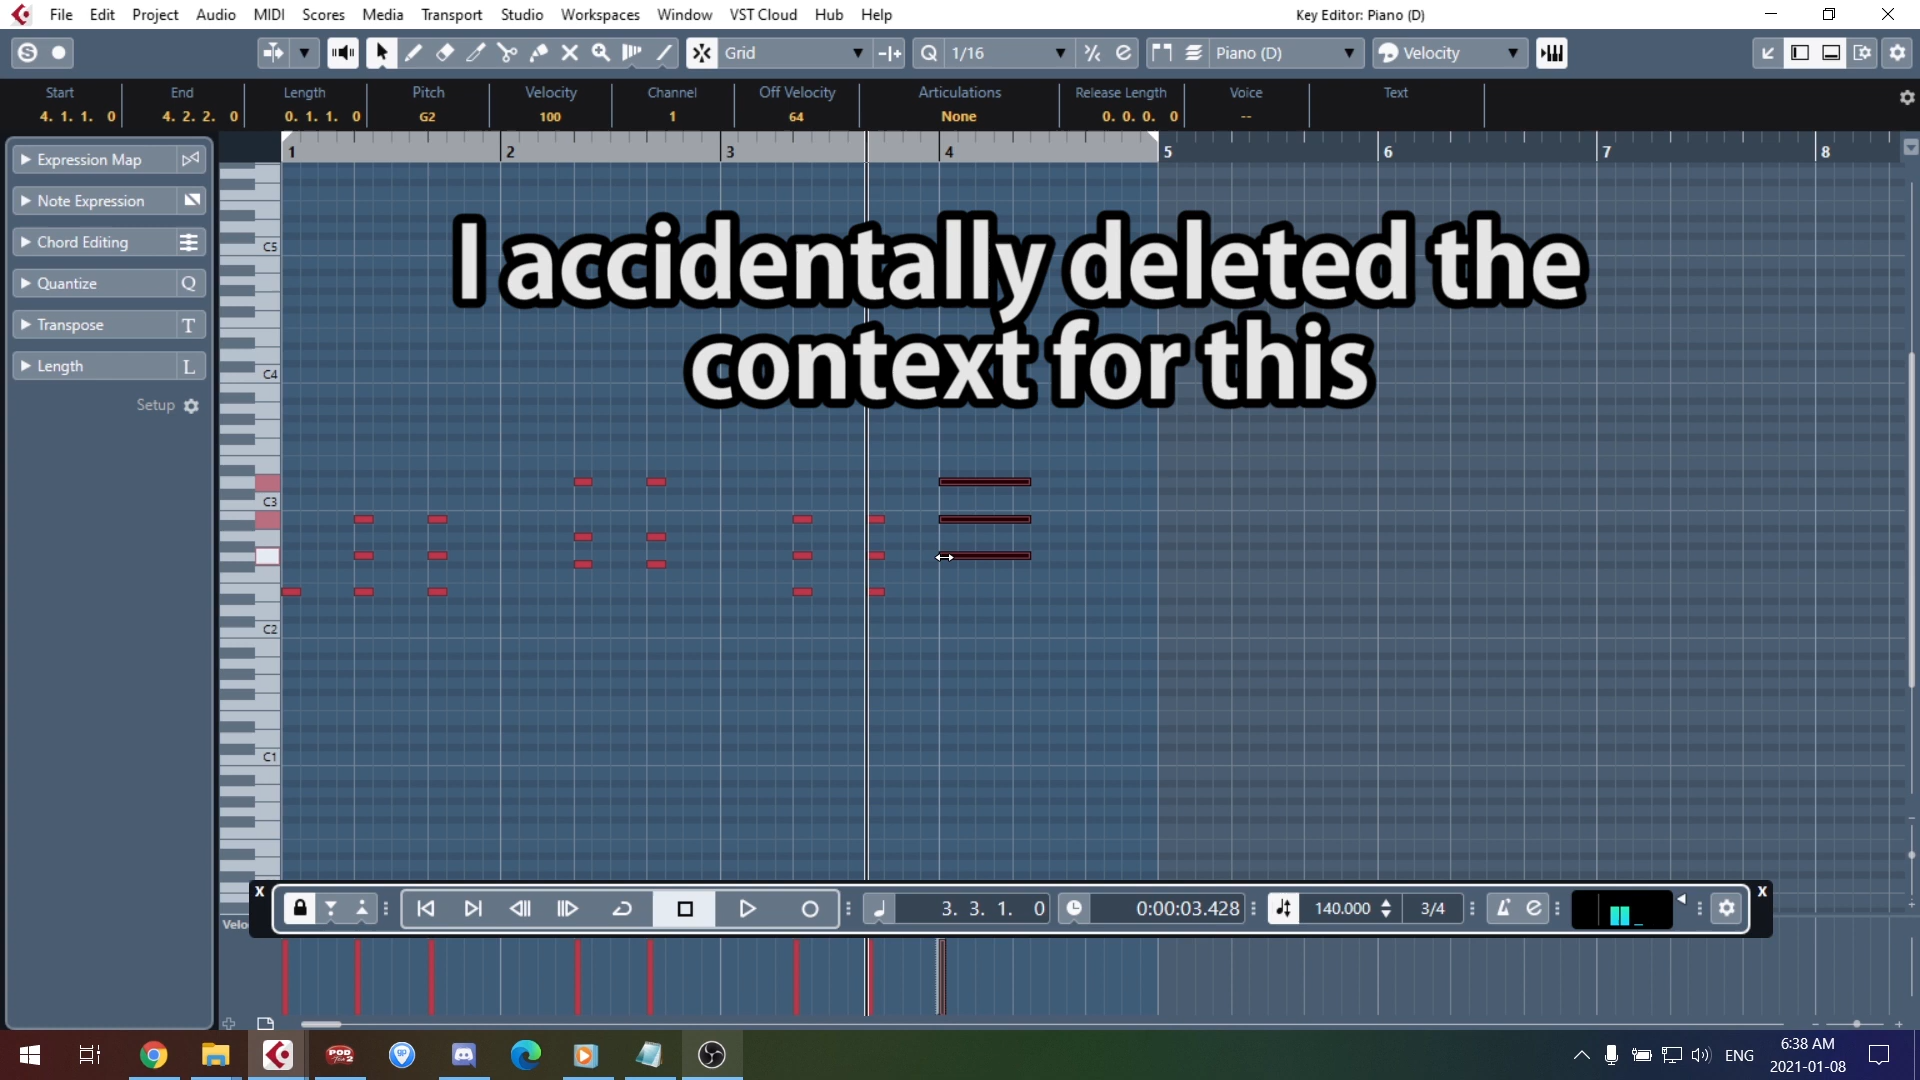 File Edit Project Audio MIDI Scores Media Transport Studio Workspaces Window VST Cloud Hub Help Key Editor: Piano (D)
Grid Q 1/16 Piano (D) Velocity
Start End Length Pitch Velocity Channel Off Velocity Articulations Release Length Voice Text
4. 1. 1. 0 4. 2. 2. 0 0. 1. 1. 0 G2 100 1 64 None 0. 0. 0. 0 --
1 2 3 4 5 6 7 8
Expression Map
Note Expression
Chord Editing
Quantize Q
Transpose T
Length L
Setup
C5
I accidentally deleted the
context for this
C4
C3
C2
C1
X 3. 3. 1. 0 0:00:03.428 140.000 3/4 X
Velo
POD
ENG
6:38 AM
2021-01-08